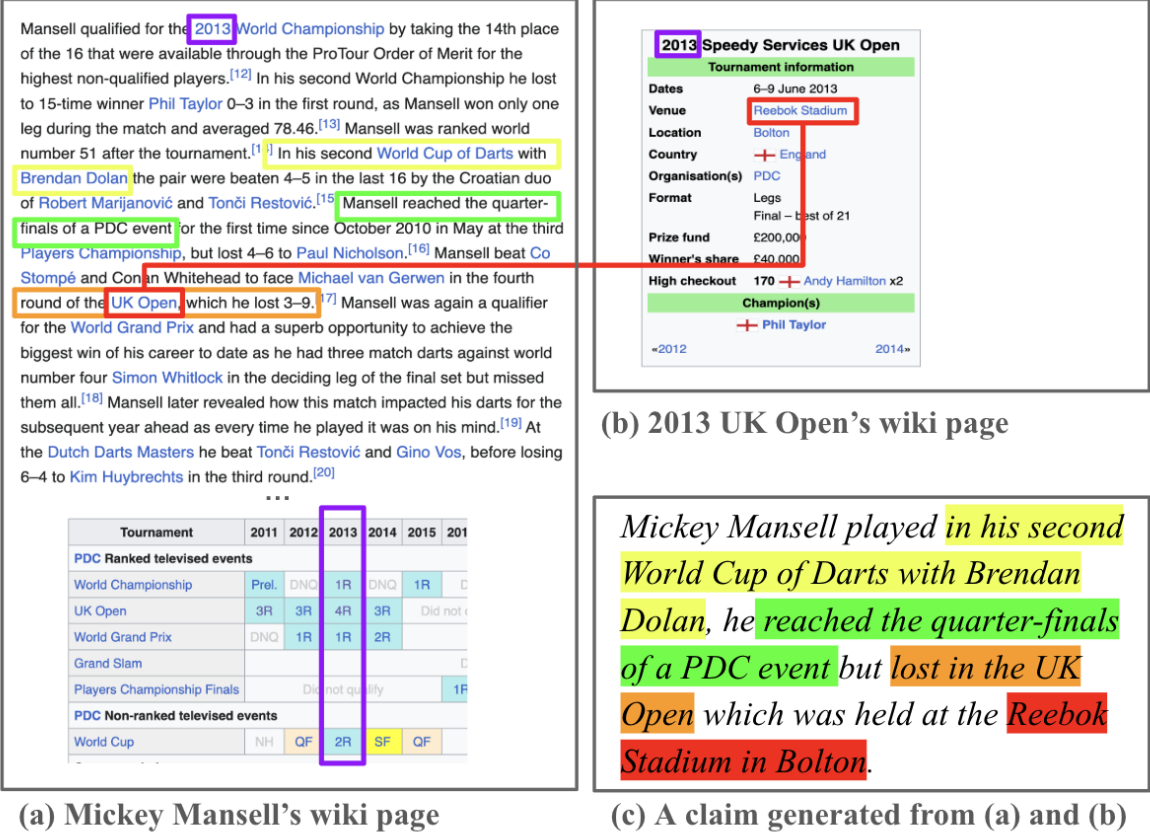 Mansell qualified for the 2013 World Championship by taking the 14th place
of the 16 that were available through the ProTour Order of Merit for the
highest non-qualified players.[12] In his second World Championship he lost
to 15-time winner Phil Taylor 0–3 in the first round, as Mansell won only one
leg during the match and averaged 78.46.[13] Mansell was ranked world
number 51 after the tournament.[14] In his second World Cup of Darts with
Brendan Dolan the pair were beaten 4–5 in the last 16 by the Croatian duo
of Robert Marijanović and Tonči Restović.[15] Mansell reached the quarter-
finals of a PDC event for the first time since October 2010 in May at the third
Players Championship, but lost 4–6 to Paul Nicholson.[16] Mansell beat Co
Stompé and Conan Whitehead to face Michael van Gerwen in the fourth
round of the UK Open, which he lost 3–9.[17] Mansell was again a qualifier
for the World Grand Prix and had a superb opportunity to achieve the
biggest win of his career to date as he had three match darts against world
number four Simon Whitlock in the deciding leg of the final set but missed
them all.[18] Mansell later revealed how this match impacted his darts for the
subsequent year ahead as every time he played it was on his mind.[19] At
the Dutch Darts Masters he beat Tonči Restović and Gino Vos, before losing
6–4 to Kim Huybrechts in the third round.[20]
...
Tournament 2011 2012 2013 2014 2015 201
PDC Ranked televised events
World Championship Prel. DNQ 1R DNQ 1R D
UK Open 3R 3R 4R 3R Did not
World Grand Prix DNQ 1R 1R 2R
Grand Slam D
Players Championship Finals Did not qualify 1R
PDC Non-ranked televised events
World Cup NH QF 2R SF QF
(a) Mickey Mansell's wiki page
2013 Speedy Services UK Open
Tournament information
Dates 6–9 June 2013
Venue Reebok Stadium
Location Bolton
Country England
Organisation(s) PDC
Format Legs
Final – best of 21
Prize fund £200,000
Winner's share £40,000
High checkout 170 Andy Hamilton x2
Champion(s)
Phil Taylor
«2012 2014»
(b) 2013 UK Open's wiki page
Mickey Mansell played in his second
World Cup of Darts with Brendan
Dolan, he reached the quarter-finals
of a PDC event but lost in the UK
Open which was held at the Reebok
Stadium in Bolton.
(c) A claim generated from (a) and (b)